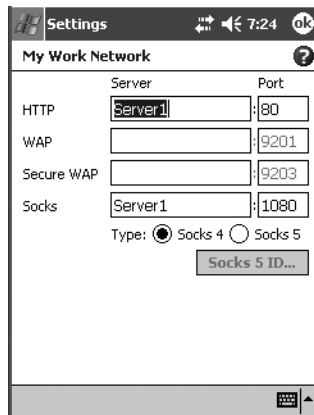 Settings 7:24 ok
My Work Network ?
Server Port
HTTP Server1 : 80
WAP : 9201
Secure WAP : 9203
Socks Server1 : 1080
Type: Socks 4 Socks 5
Socks 5 ID...